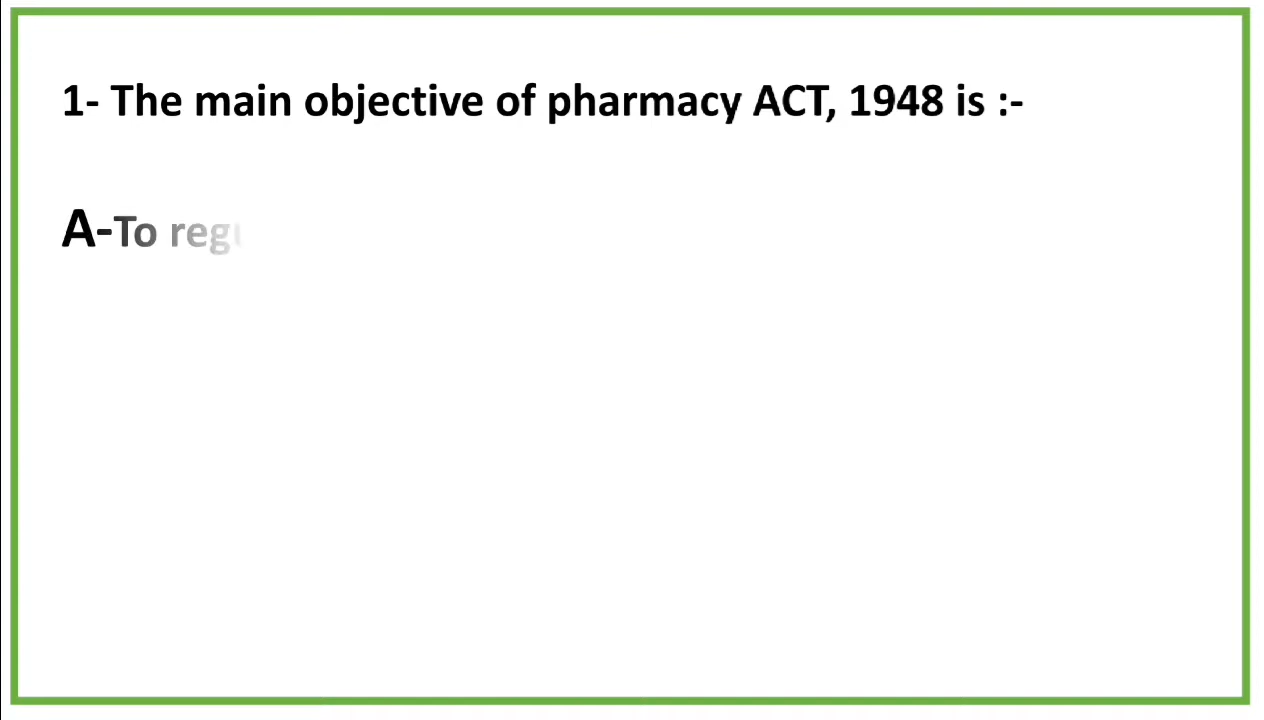 1- The main objective of pharmacy ACT, 1948 is :-
A-To